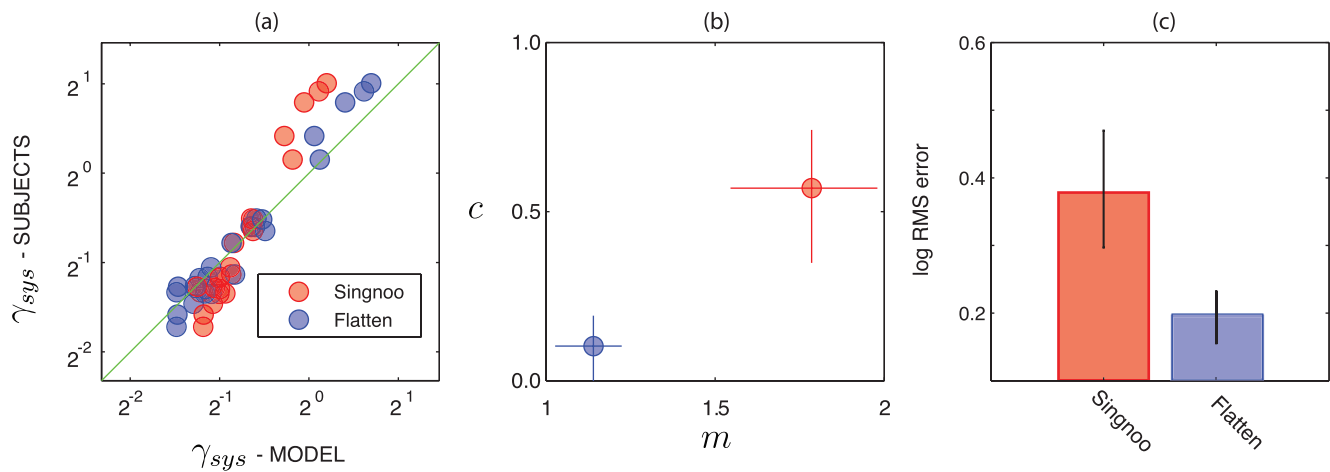 (a)
(b)
(c)
γsys - SUBJECTS
2^1
2^0
2^-1
2^-2
2^-2
2^-1
2^0
2^1
γsys - MODEL
Singnoo
Flatten
c
1.0
0.5
0.0
1
1.5
2
m
log RMS error
0.6
0.4
0.2
Singnoo
Flatten